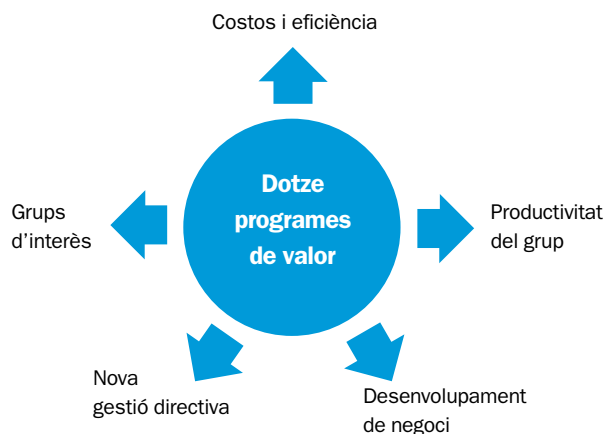 Costos i eficiència
Dotze
programes
de valor
Grups
d’interès
Productivitat
del grup
Nova
gestió directiva
Desenvolupament
de negoci